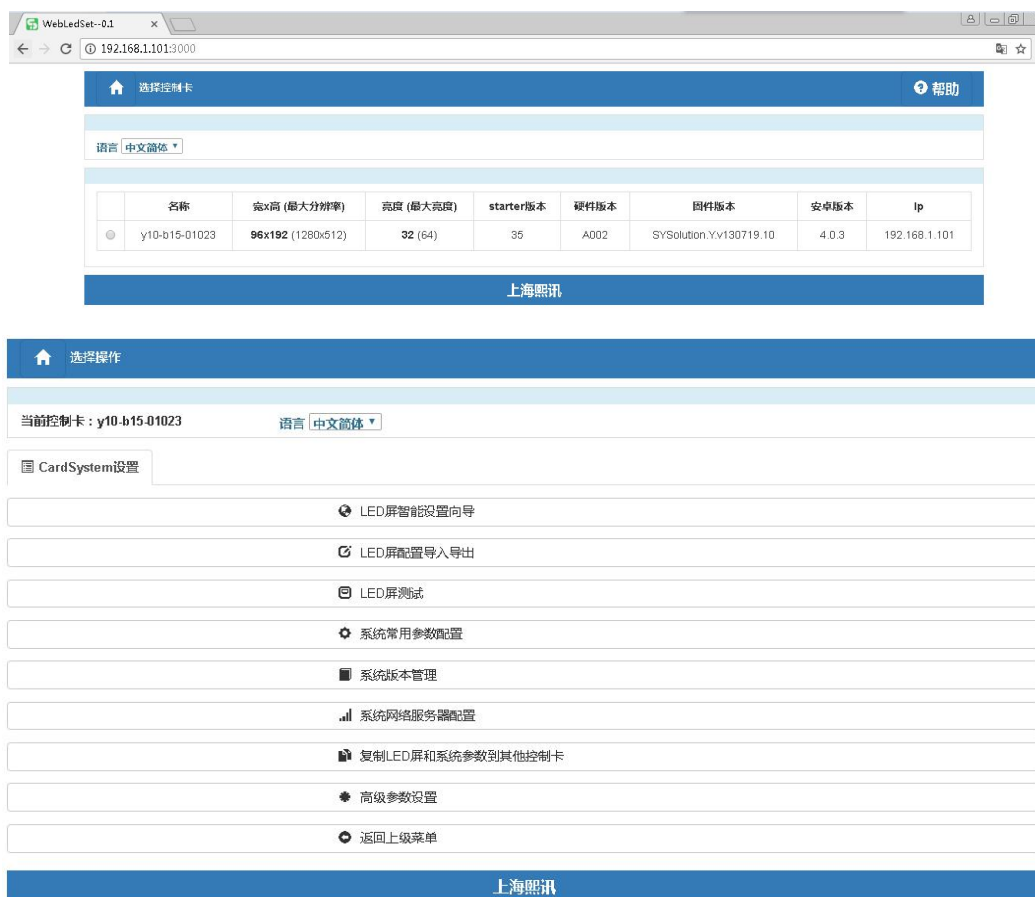 WebLedSet--0.1
192.168.1.101:3000
选择控制卡 帮助
语言 中文简体
名称 宽x高 (最大分辨率) 亮度 (最大亮度) starter版本 硬件版本 固件版本 安卓版本 Ip
y10-b15-01023 96x192 (1280x512) 32 (64) 35 A002 SYSolution.Y.v130719.10 4.0.3 192.168.1.101
上海熙讯
选择操作
当前控制卡：y10-b15-01023 语言 中文简体
CardSystem设置
LED屏智能设置向导
LED屏配置导入导出
LED屏测试
系统常用参数配置
系统版本管理
系统网络服务器配置
复制LED屏和系统参数到其他控制卡
高级参数设置
返回上级菜单
上海熙讯